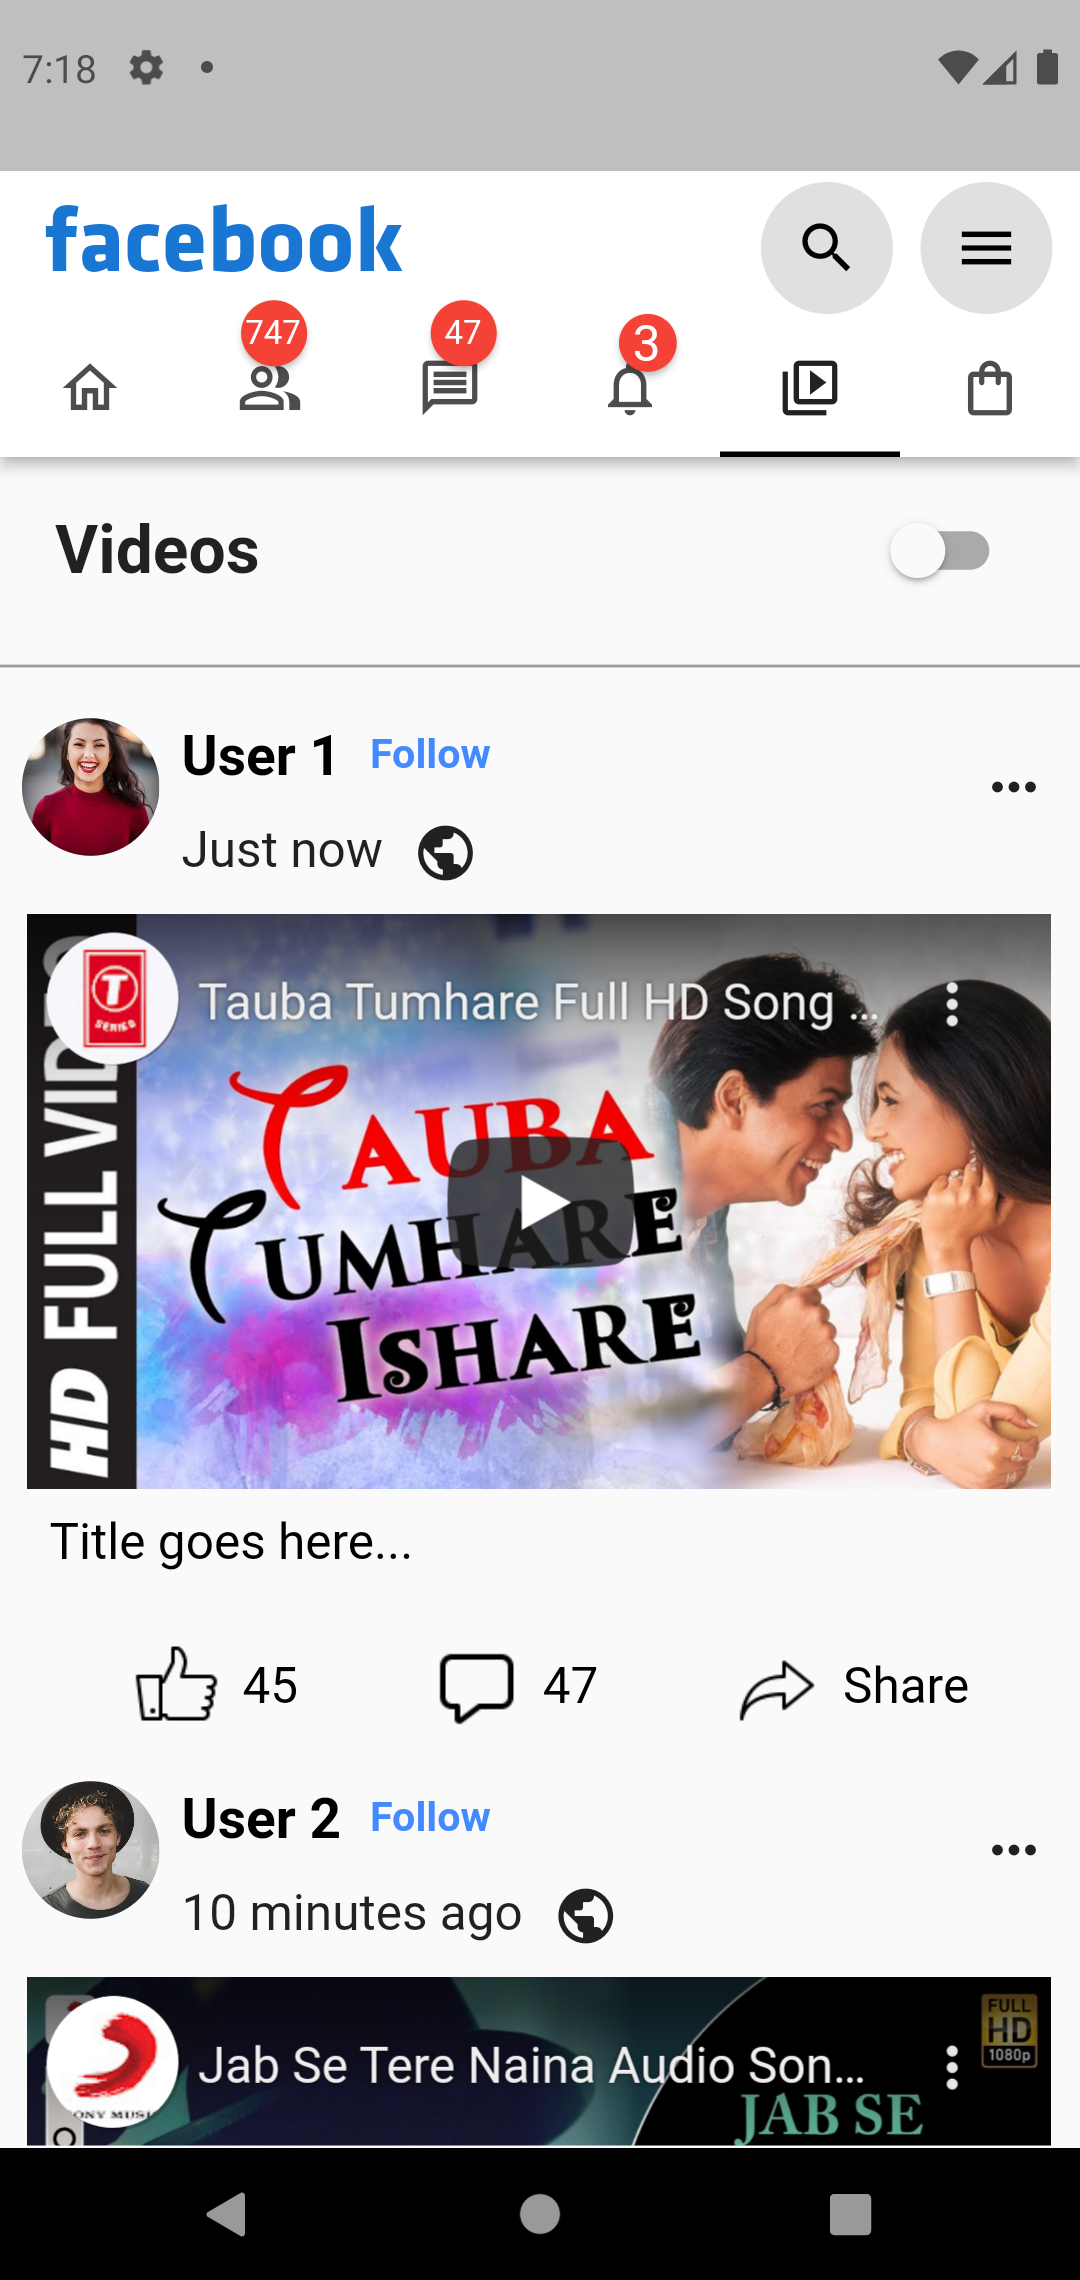 7:18
facebook
747
47
3
Videos
User 1 Follow
Just now
T
SERIES
Tauba Tumhare Full HD Song ...
HD FULL VIDEO
TAUBA
TUMHARE
ISHARE
Title goes here...
45
47
Share
User 2 Follow
10 minutes ago
FULL
HD
1080p
Jab Se Tere Naina Audio Son...
JAB SE